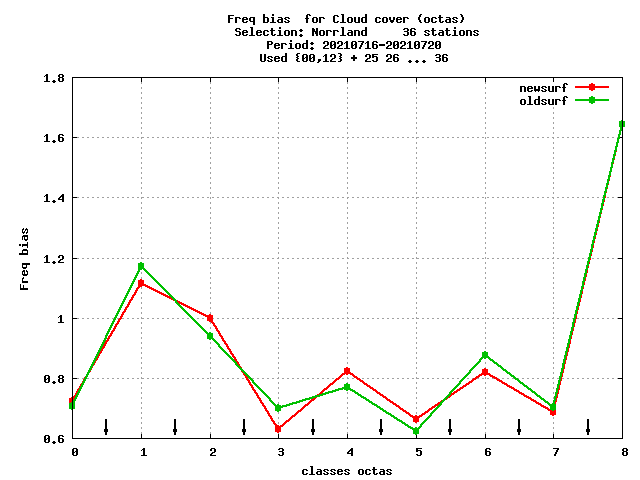 Freq bias  for Cloud cover (octas)
Selection: Norrland     36 stations
Period: 20210716-20210720
Used {00,12} + 25 26 ... 36
newsurf
oldsurf
1.8
1.6
1.4
1.2
1
0.8
0.6
Freq bias
0 1 2 3 4 5 6 7 8
classes octas